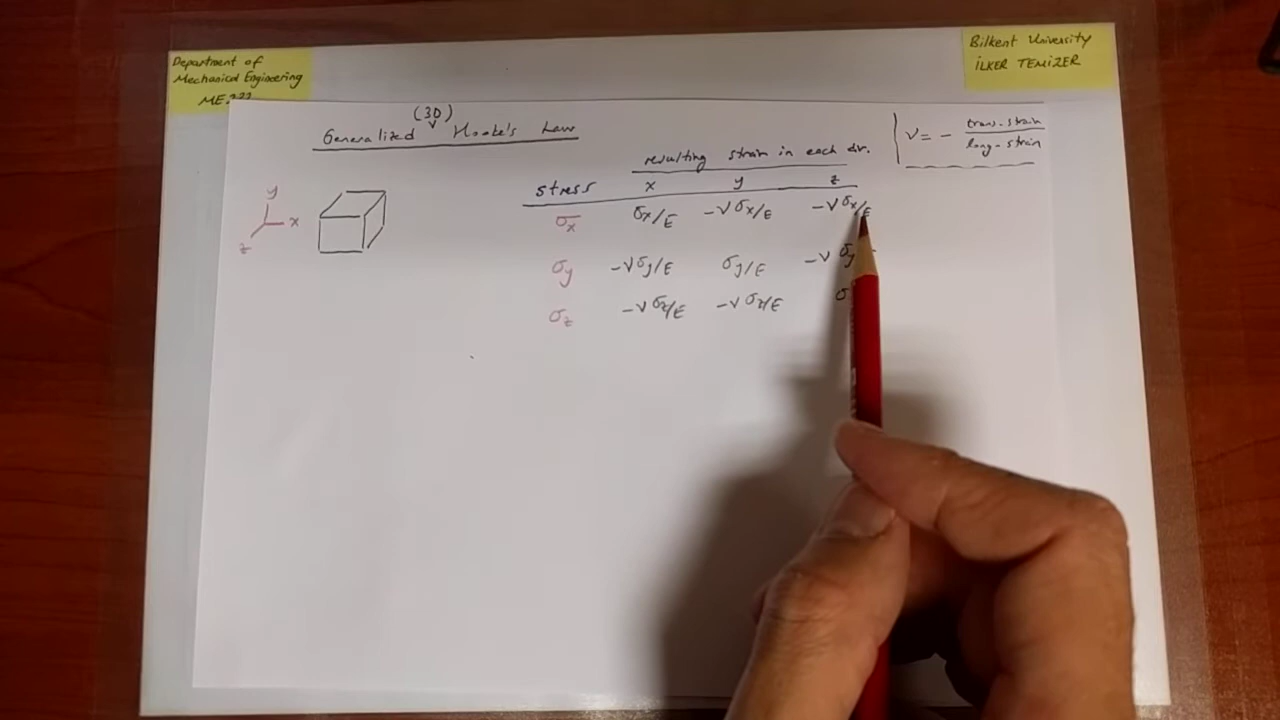 Department of
Mechanical Engineering
Bilkent University
İLKER TEMİZER
(3D)
Generalized Hooke's Law
ν = - trans. strain
long. strain
resulting strain in each dir.
stress x y z
σx σx/E -νσx/E -νσx/E
σy -νσy/E σy/E -νσy
σz -νσz/E -νσz/E σ
y
x
z